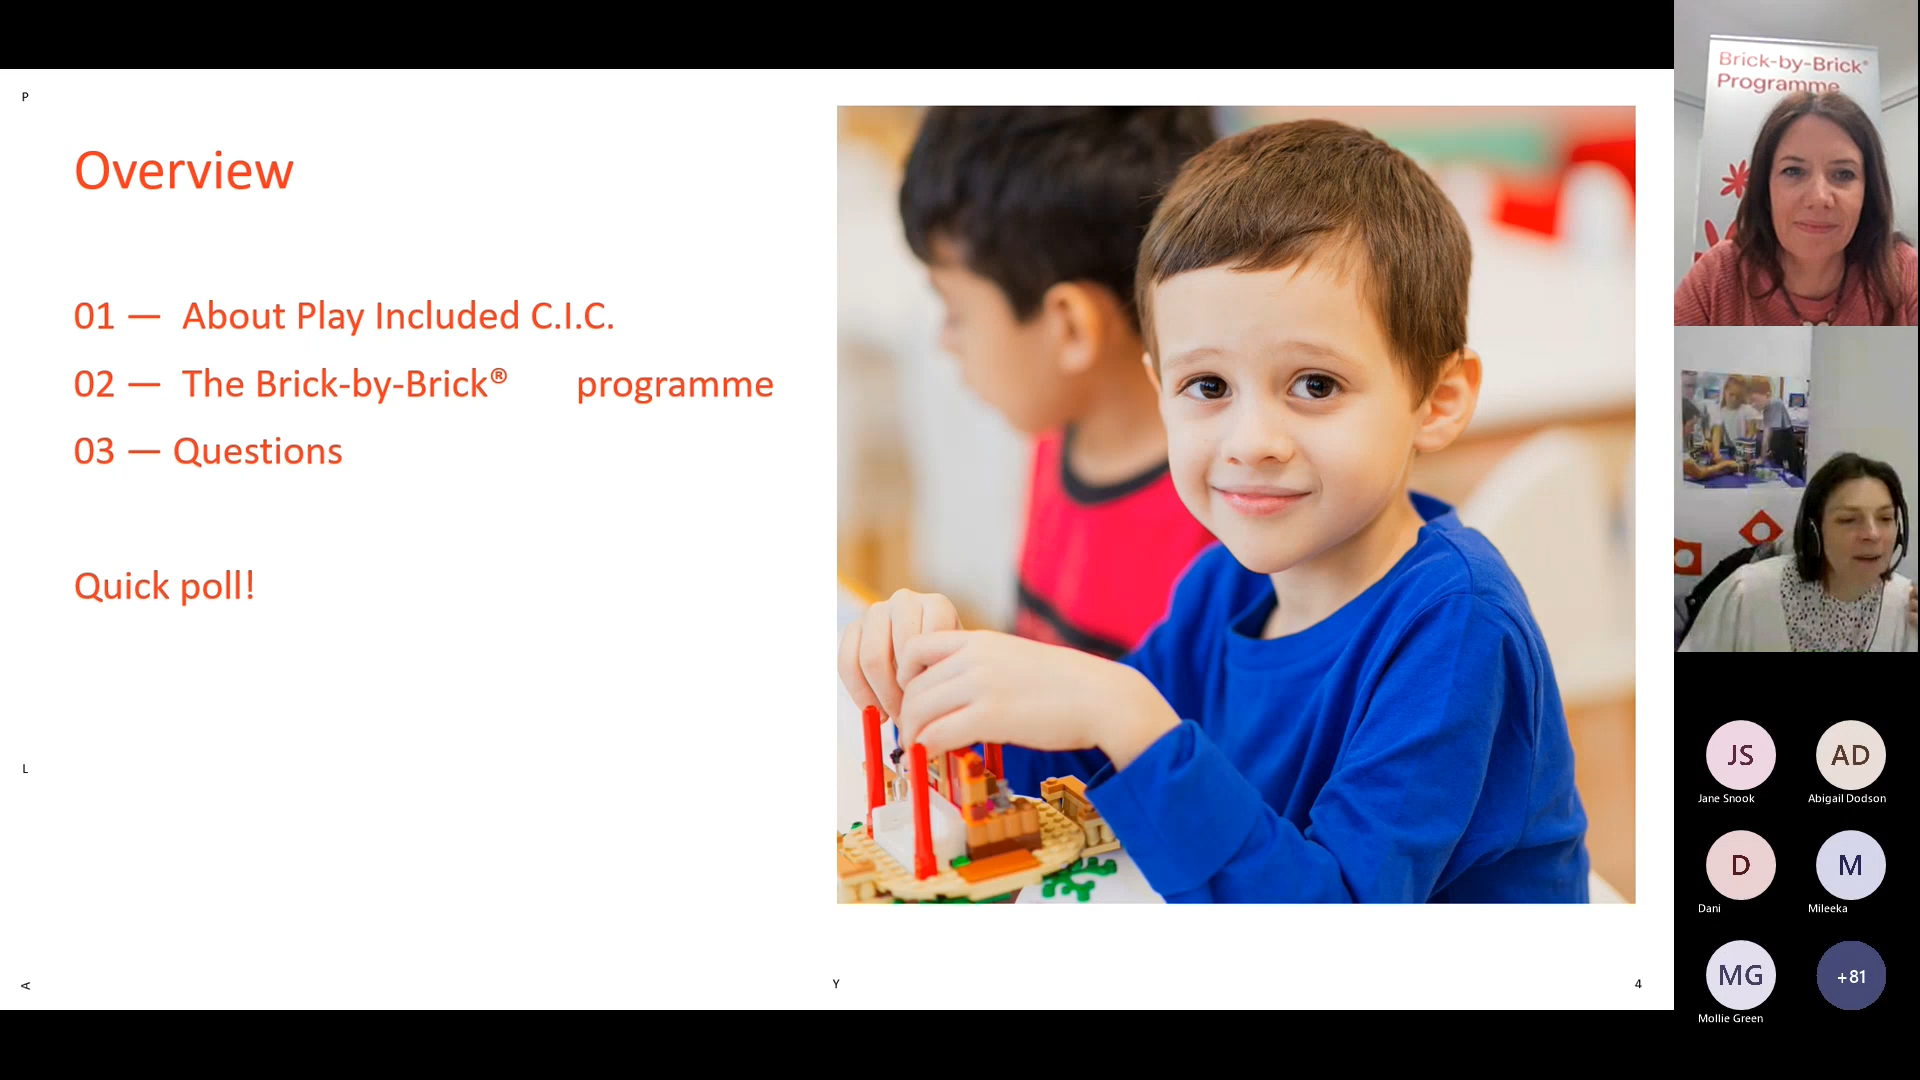 P
Overview
01 — About Play Included C.I.C.
02 — The Brick-by-Brick® programme
03 — Questions
Quick poll!
L
A
Y
4
Brick-by-Brick®
Programme
JS
Jane Snook
AD
Abigail Dodson
D
Dani
M
Mileeka
MG
Mollie Green
+81